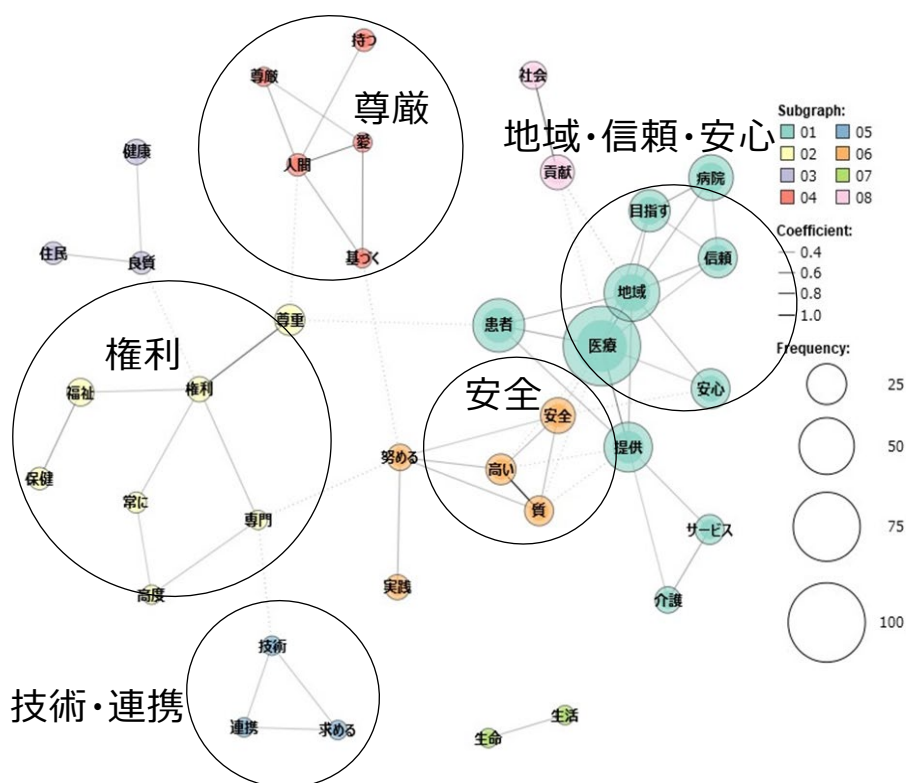 持つ
尊厳
尊厳
愛
人間
基づく
社会
地域・信頼・安心
貢献
病院
目指す
信頼
地域
患者
医療
安心
提供
サービス
介護
健康
住民
良質
尊重
権利
権利
福祉
保健
常に
専門
高度
安全
安全
高い
質
努める
実践
技術
連携
求める
技術・連携
生活
生命
Subgraph:
01 05
02 06
03 07
04 08
Coefficient:
0.4
0.6
0.8
1.0
Frequency:
25
50
75
100